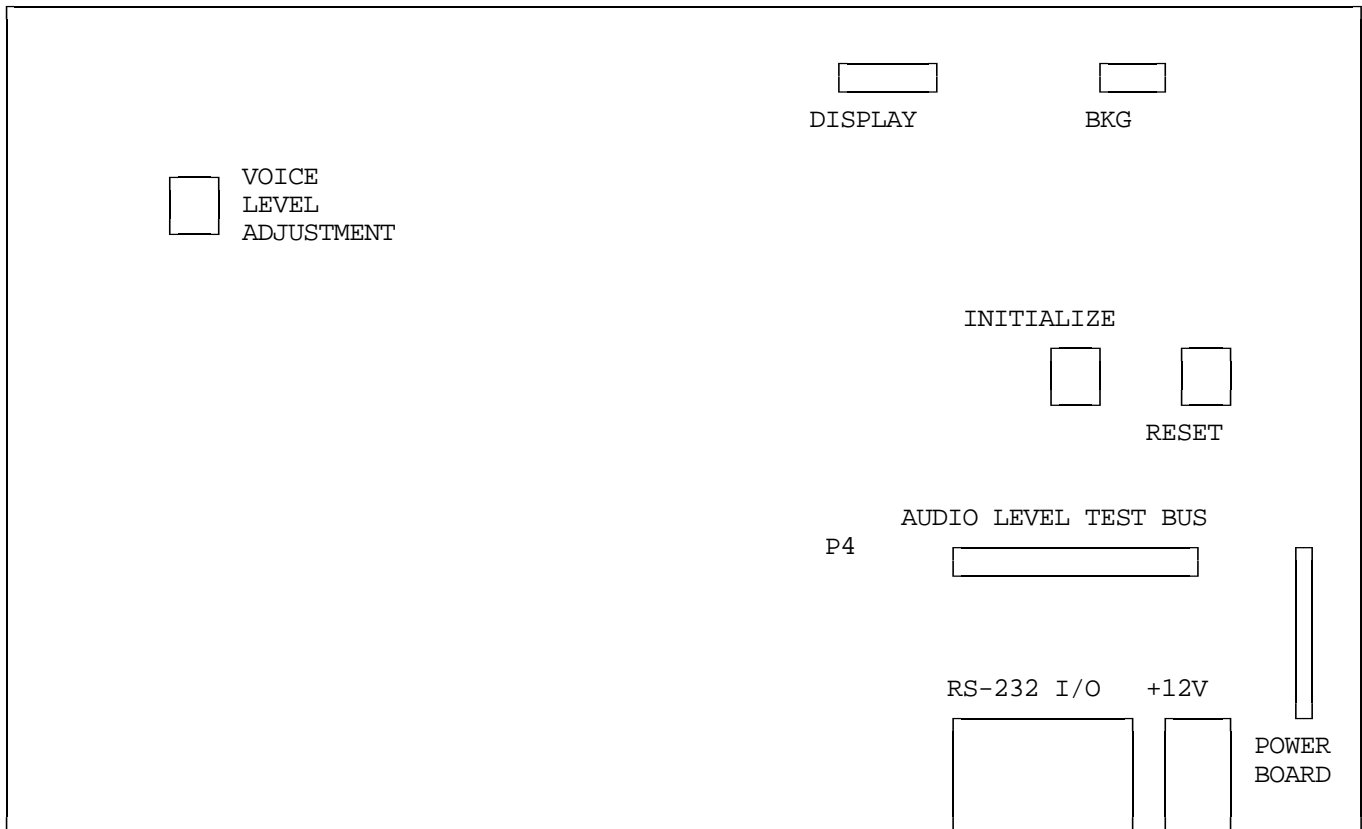 DISPLAY BKG
VOICE
LEVEL
ADJUSTMENT
INITIALIZE
RESET
AUDIO LEVEL TEST BUS
P4
RS-232 I/O +12V
POWER
BOARD